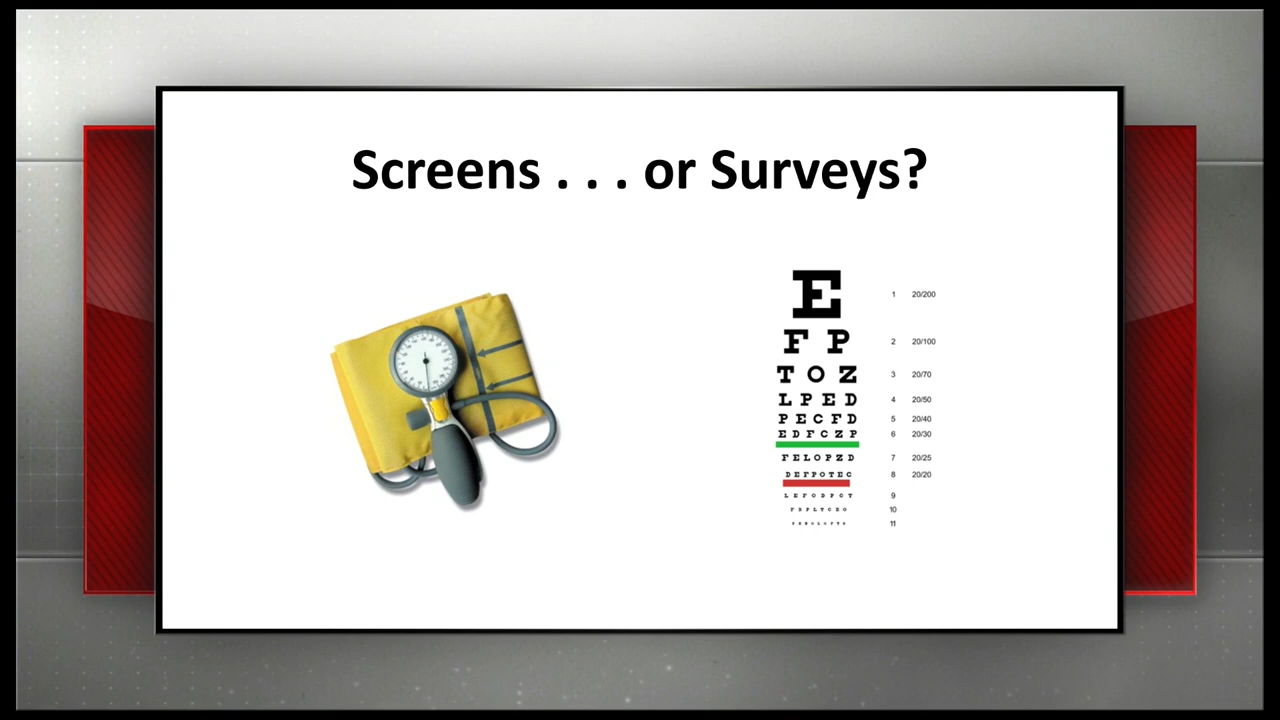 Screens . . . or Surveys?
E 1 20/200
F P 2 20/100
T O Z 3 20/70
L P E D 4 20/50
P E C F D 5 20/40
E D F C Z P 6 20/30
F E L O P Z D 7 20/25
D E F P O T E C 8 20/20
L E F O D P C T 9
F D P L T C E O 10
11